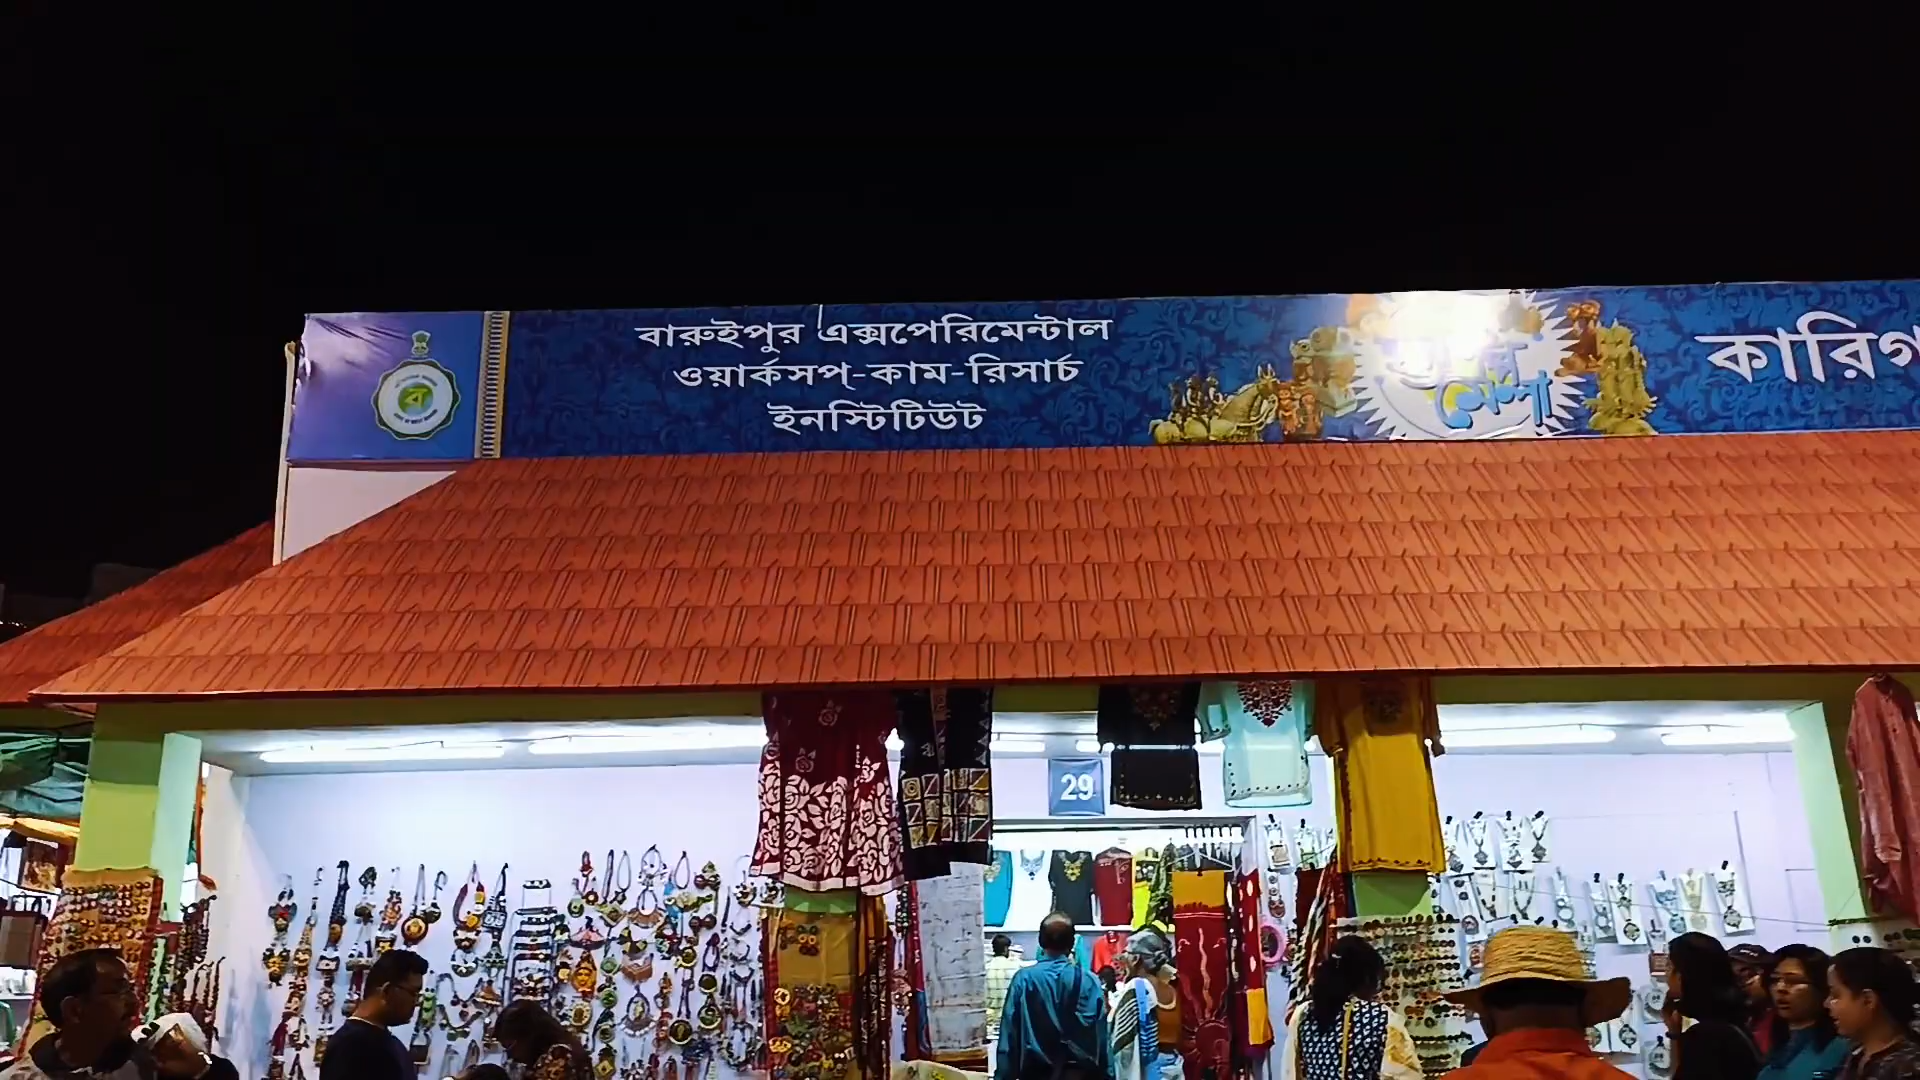 বারুইপুর এক্সপেরিমেন্টাল
ওয়ার্কসপ্-কাম-রিসার্চ
ইনস্টিটিউট
মেলা
কারিগ
29